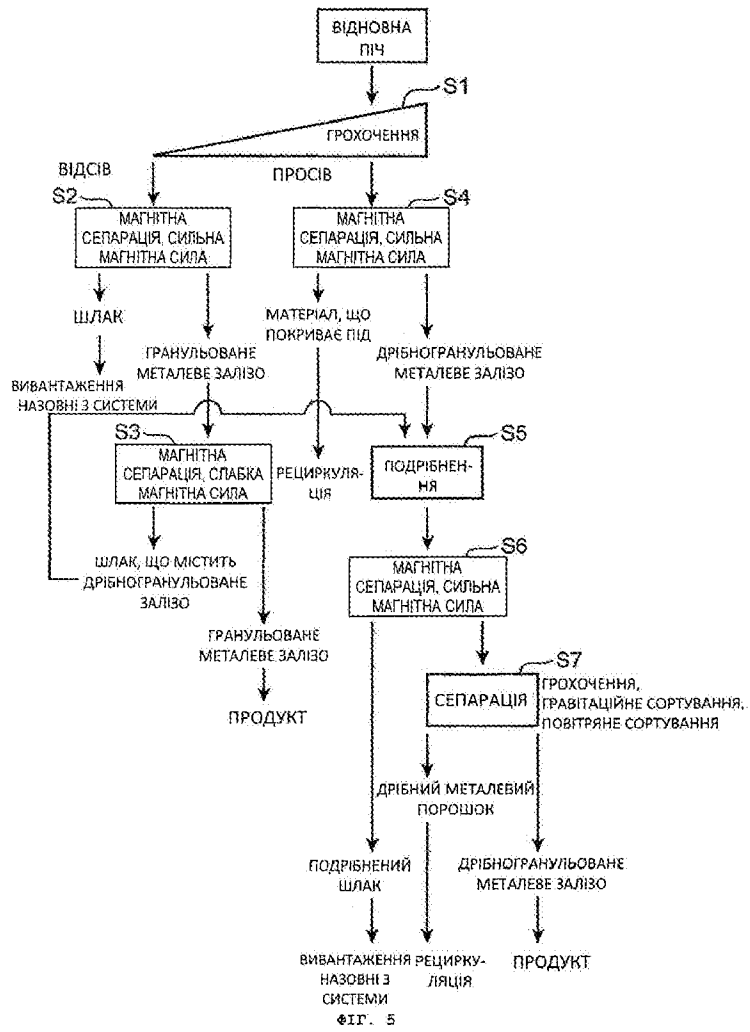 ВІДНОВНА
ПІЧ
S1
ГРОХОЧЕННЯ
ВІДСІВ
ПРОСІВ
S2
МАГНІТНА
СЕПАРАЦІЯ, СИЛЬНА
МАГНІТНА СИЛА
S4
МАГНІТНА
СЕПАРАЦІЯ, СИЛЬНА
МАГНІТНА СИЛА
ШЛАК
МАТЕРІАЛ, ЩО
ПОКРИВАЄ ПІД
ГРАНУЛЬОВАНЕ
МЕТАЛЕВЕ ЗАЛІЗО
ДРІБНОГРАНУЛЬОВАНЕ
МЕТАЛЕВЕ ЗАЛІЗО
ВИВАНТАЖЕННЯ
НАЗОВНІ З СИСТЕМИ
S3
МАГНІТНА
СЕПАРАЦІЯ, СЛАБКА
МАГНІТНА СИЛА
РЕЦИРКУЛЯ-
ЦІЯ
S5
ПОДРІБНЕН-
НЯ
S6
МАГНІТНА
СЕПАРАЦІЯ, СИЛЬНА
МАГНІТНА СИЛА
ШЛАК, ЩО МІСТИТЬ
ДРІБНОГРАНУЛЬОВАНЕ
ЗАЛІЗО
ГРАНУЛЬОВАНЕ
МЕТАЛЕВЕ ЗАЛІЗО
ПРОДУКТ
S7
СЕПАРАЦІЯ
ГРОХОЧЕННЯ,
ГРАВІТАЦІЙНЕ СОРТУВАННЯ,
ПОВІТРЯНЕ СОРТУВАННЯ
ДРІБНИЙ МЕТАЛЕВИЙ
ПОРОШОК
ПОДРІБНЕНИЙ
ШЛАК
ДРІБНОГРАНУЛЬОВАНЕ
МЕТАЛЕВЕ ЗАЛІЗО
ВИВАНТАЖЕННЯ
НАЗОВНІ З
СИСТЕМИ
РЕЦИРКУ-
ЛЯЦІЯ
ПРОДУКТ
ФІГ. 5